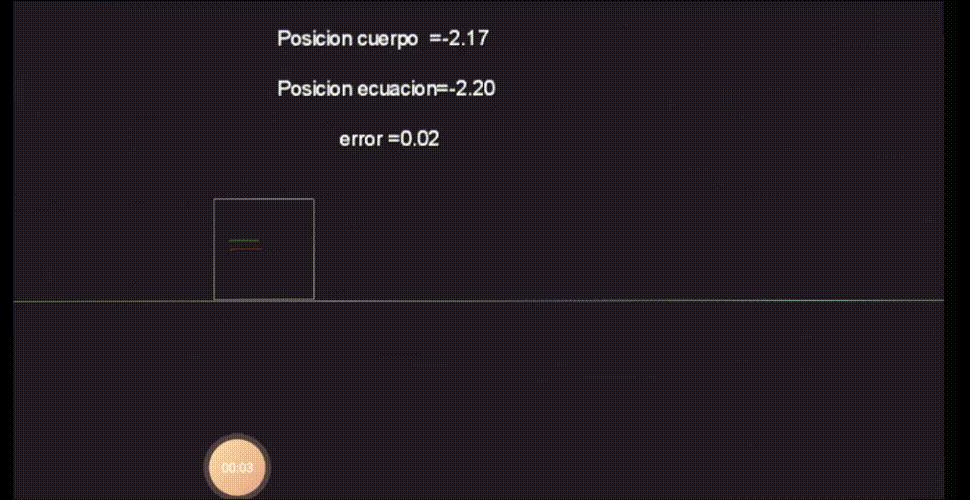 Posicion cuerpo =-2.17
Posicion ecuacion=-2.20
error =0.02
00:03